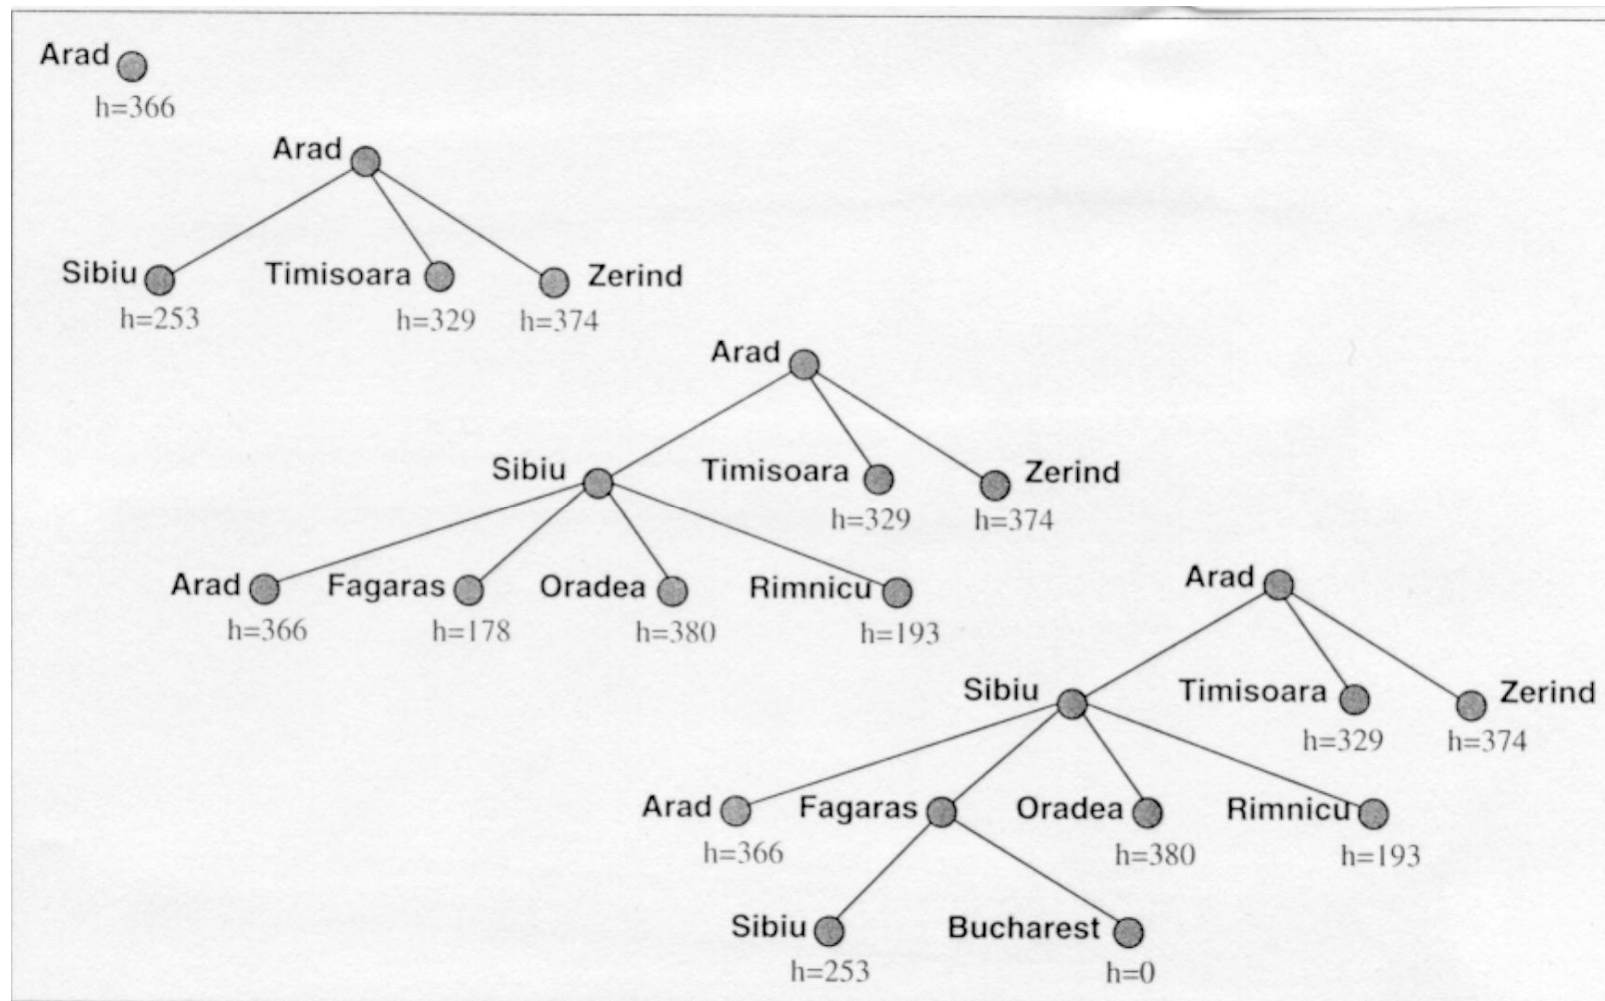 Arad
h=366
Arad
Sibiu Timisoara Zerind
h=253 h=329 h=374
Arad
Sibiu Timisoara Zerind
h=329 h=374
Arad Fagaras Oradea Rimnicu
h=366 h=178 h=380 h=193
Arad
Sibiu Timisoara Zerind
h=329 h=374
Arad Fagaras Oradea Rimnicu
h=366 h=380 h=193
Sibiu Bucharest
h=253 h=0